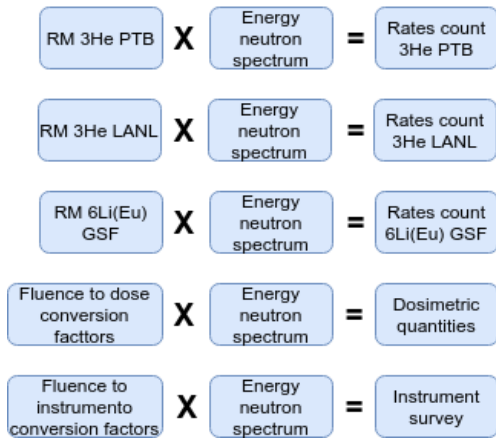 RM 3He PTB X Energy neutron spectrum = Rates count 3He PTB
RM 3He LANL X Energy neutron spectrum = Rates count 3He LANL
RM 6Li(Eu) GSF X Energy neutron spectrum = Rates count 6Li(Eu) GSF
Fluence to dose conversion facttors X Energy neutron spectrum = Dosimetric quantities
Fluence to instrumento conversion factors X Energy neutron spectrum = Instrument survey